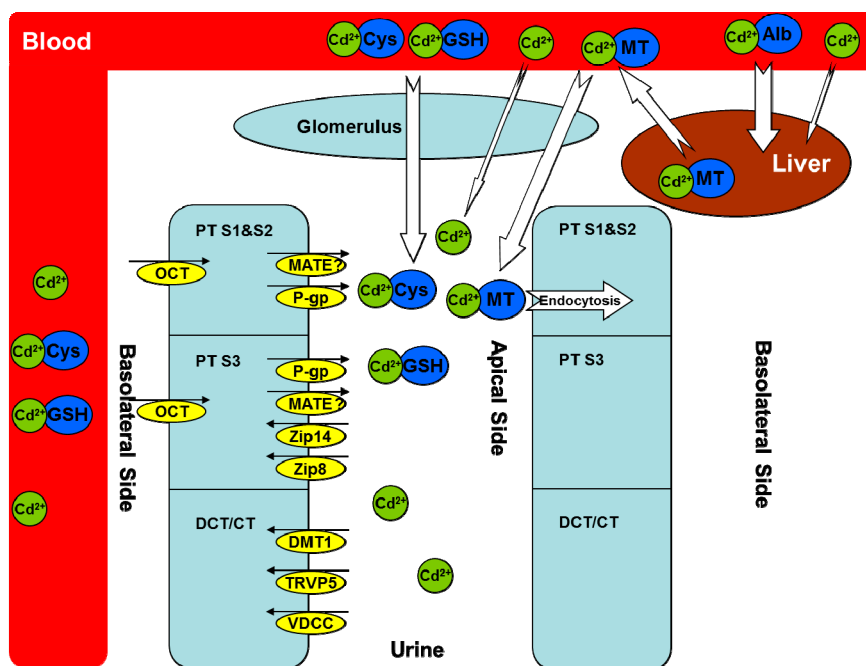 Blood
Cd2+ Cys
Cd2+ GSH
Cd2+
Cd2+ MT
Cd2+ Alb
Cd2+
Glomerulus
Liver
Cd2+ MT
PT S1&S2
OCT
MATE?
P-gp
Cd2+
Cd2+ Cys
Cd2+ MT
Endocytosis
PT S1&S2
Cd2+
Cd2+ Cys
Cd2+ GSH
Cd2+
Basolateral Side
PT S3
OCT
P-gp
MATE?
Zip14
Zip8
Cd2+ GSH
Apical Side
PT S3
Basolateral Side
DCT/CT
DMT1
TRVP5
VDCC
Cd2+
Cd2+
DCT/CT
Urine